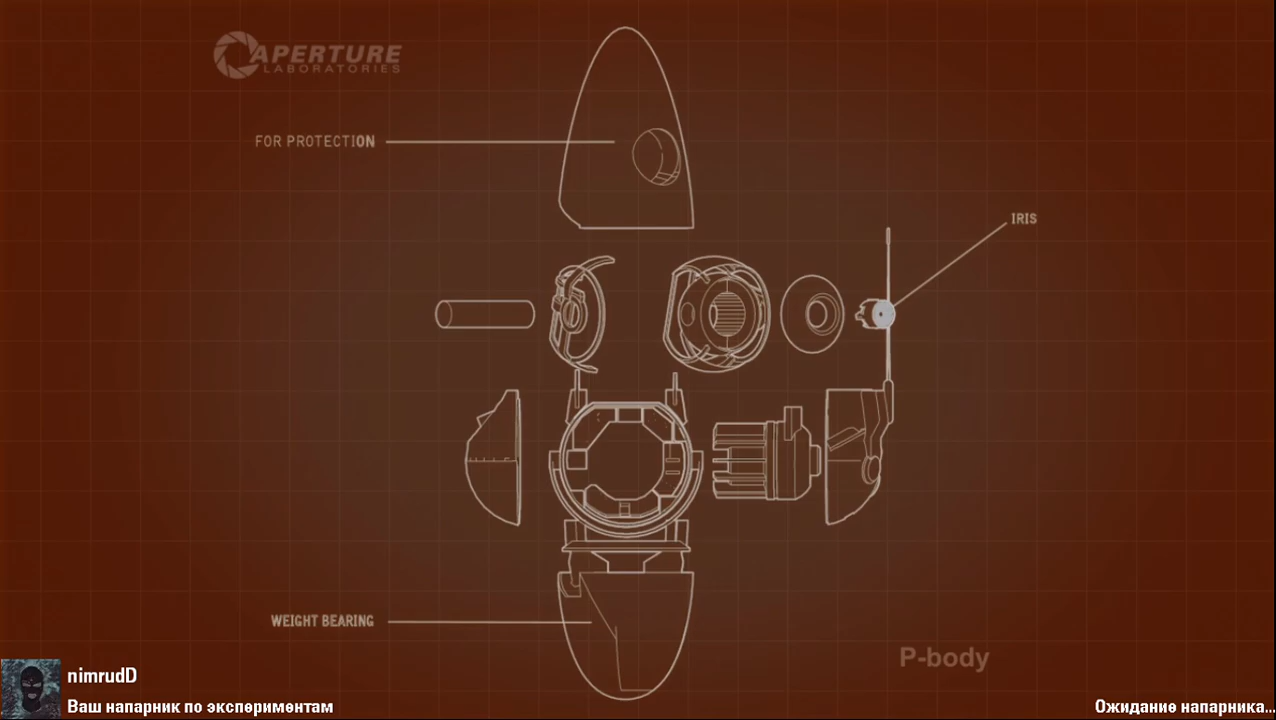 APERTURE
LABORATORIES
FOR PROTECTION
IRIS
WEIGHT BEARING
P-body
nimrudD
Ваш напарник по экспериментам
Ожидание напарника...